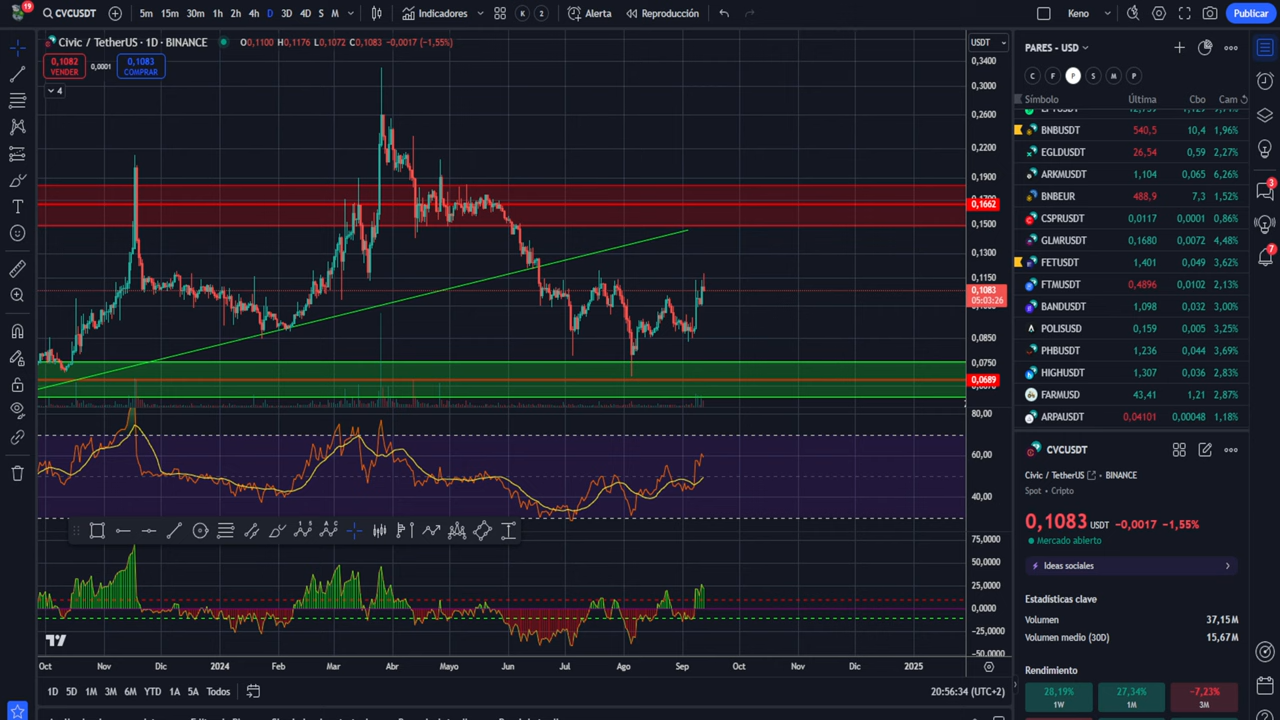 19
CVCUSDT
5m 15m 30m 1h 2h 4h D 3D 4D S M
Indicadores
K 2
Alerta
Reproducción
Keno
Publicar
Civic / TetherUS · 1D · BINANCE
O0,1100 H0,1176 L0,1072 C0,1083 -0,0017 (-1,55%)
0,1082
VENDER
0,0001
0,1083
COMPRAR
4
USDT
0,3400
0,3000
0,2600
0,2200
0,1900
0,1662
0,1500
0,1300
0,1150
0,1083
05:03:26
0,0850
0,0750
0,0689
80,00
60,00
40,00
75,0000
50,0000
25,0000
0,0000
-25,0000
-50,0000
Oct Nov Dic 2024 Feb Mar Abr Mayo Jun Jul Ago Sep Oct Nov Dic 2025
1D 5D 1M 3M 6M YTD 1A 5A Todos
20:56:34 (UTC+2)
PARES - USD
C F P S M P
Símbolo Última Cbo Cam
BNBUSDT 540,5 10,4 1,96%
EGLDUSDT 26,54 0,59 2,27%
ARKMUSDT 1,104 0,065 6,26%
BNBEUR 488,9 7,3 1,52%
CSPRUSDT 0,0117 0,0001 0,86%
GLMRUSDT 0,1680 0,0072 4,48%
FETUSDT 1,401 0,049 3,62%
FTMUSDT 0,4896 0,0102 2,13%
BANDUSDT 1,098 0,032 3,00%
POLISUSD 0,159 0,005 3,25%
PHBUSDT 1,236 0,044 3,69%
HIGHUSDT 1,307 0,036 2,83%
FARMUSD 43,41 1,21 2,87%
ARPAUSDT 0,04101 0,00048 1,18%
CVCUSDT
Civic / TetherUS · BINANCE
Spot · Cripto
0,1083 USDT -0,0017 -1,55%
Mercado abierto
Ideas sociales
Estadísticas clave
Volumen 37,15M
Volumen medio (30D) 15,67M
Rendimiento
28,19% 27,34% -7,23%
1W 1M 3M
3
7